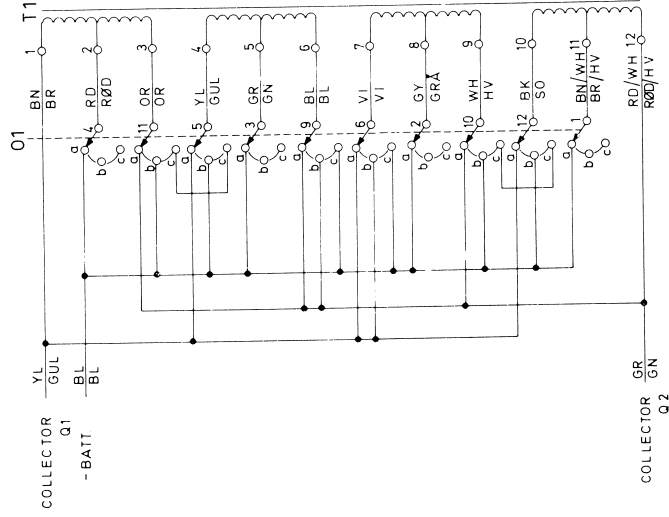 T1
1
2
3
4
5
6
7
8
9
10
11
12
BN
BR
RD
RØD
OR
OR
YL
GUL
GR
GN
BL
BL
VI
VI
GY
GRÅ
WH
HV
BK
SO
BN/WH
BR/HV
RD/WH
RØD/HV
O1
4
11
5
3
9
6
2
10
12
1
a
b
c
a
b
c
a
b
c
a
b
c
a
b
c
a
b
c
a
b
c
a
b
c
a
b
c
a
b
c
YL
GUL
BL
BL
GR
GN
COLLECTOR
Q1
-BATT.
COLLECTOR
Q2